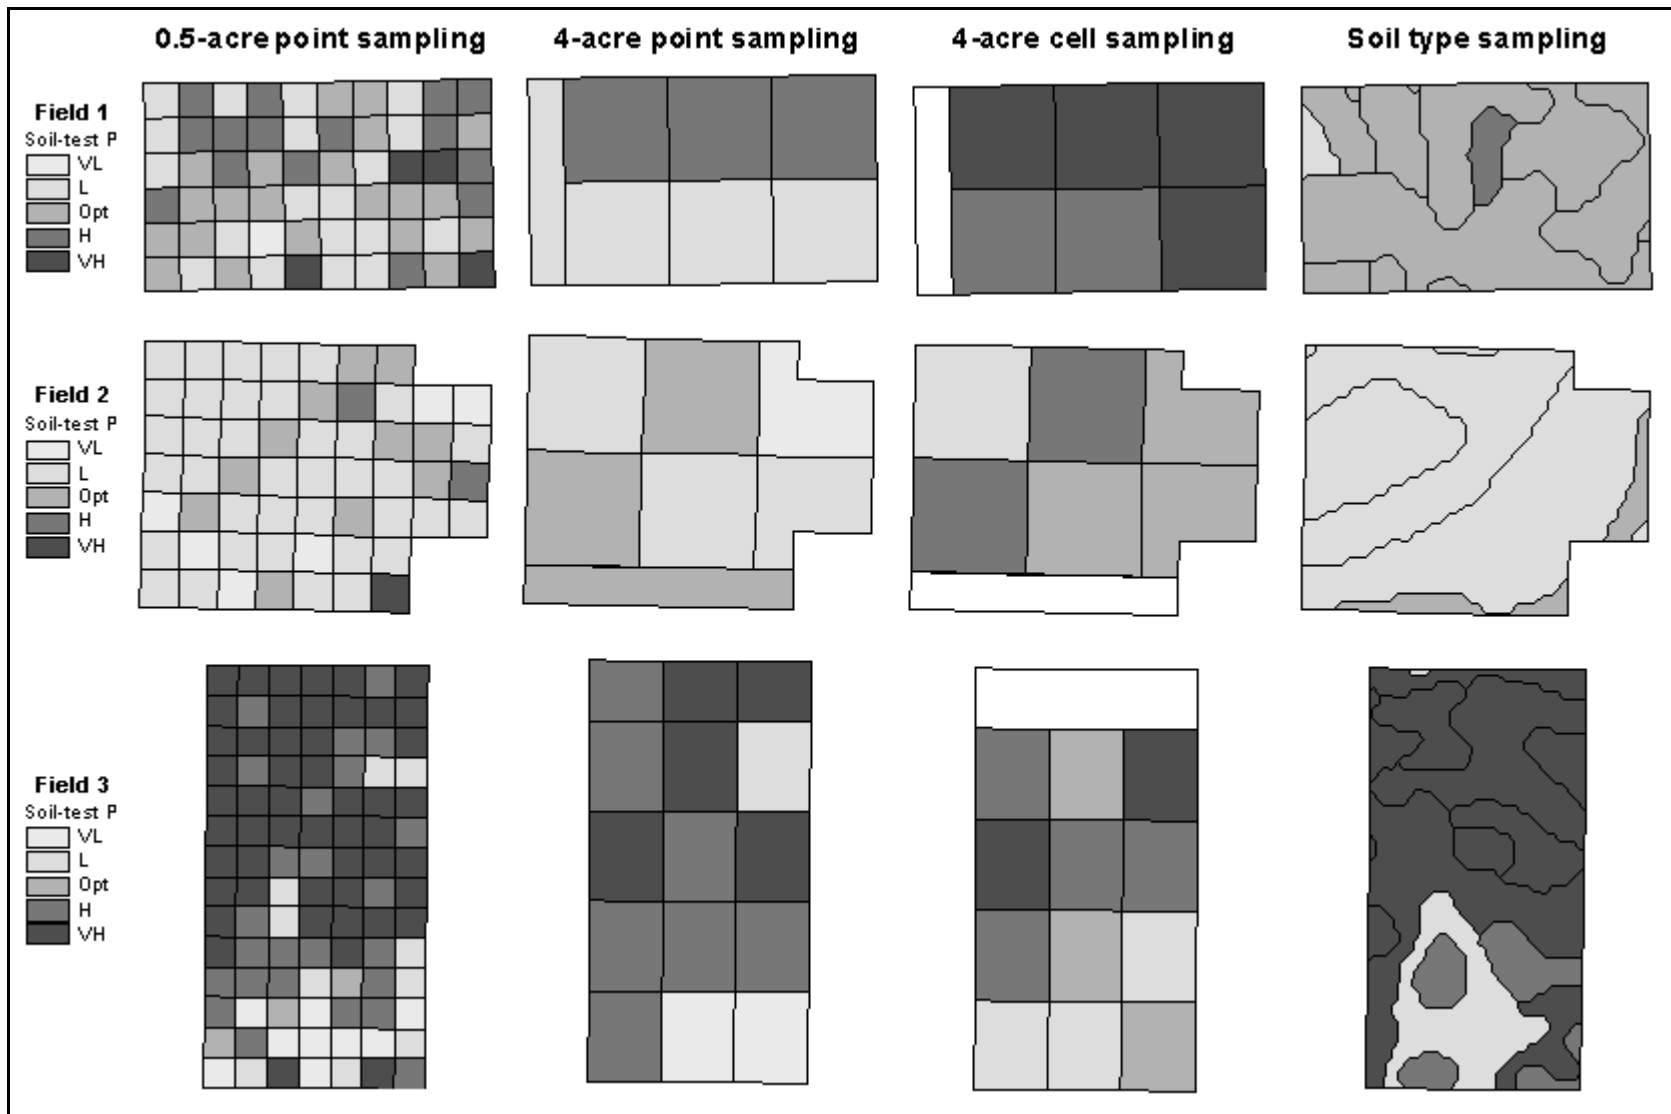 0.5-acre point sampling
4-acre point sampling
4-acre cell sampling
Soil type sampling
Field 1
Soil-test P
VL
L
Opt
H
VH
Field 2
Soil-test P
VL
L
Opt
H
VH
Field 3
Soil-test P
VL
L
Opt
H
VH